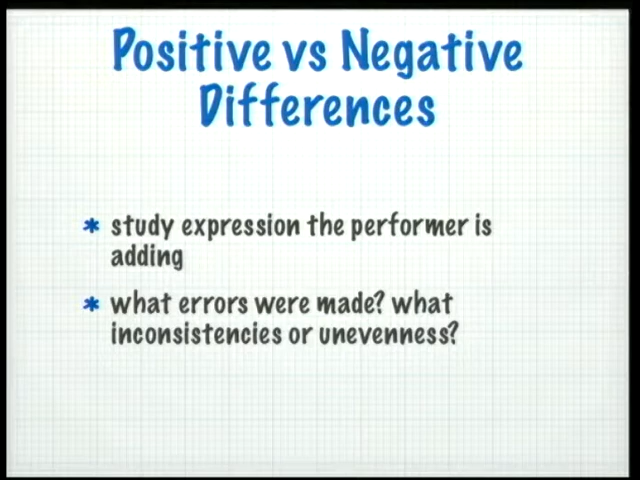 Positive vs Negative
Differences
* study expression the performer is
adding
* what errors were made? what
inconsistencies or unevenness?